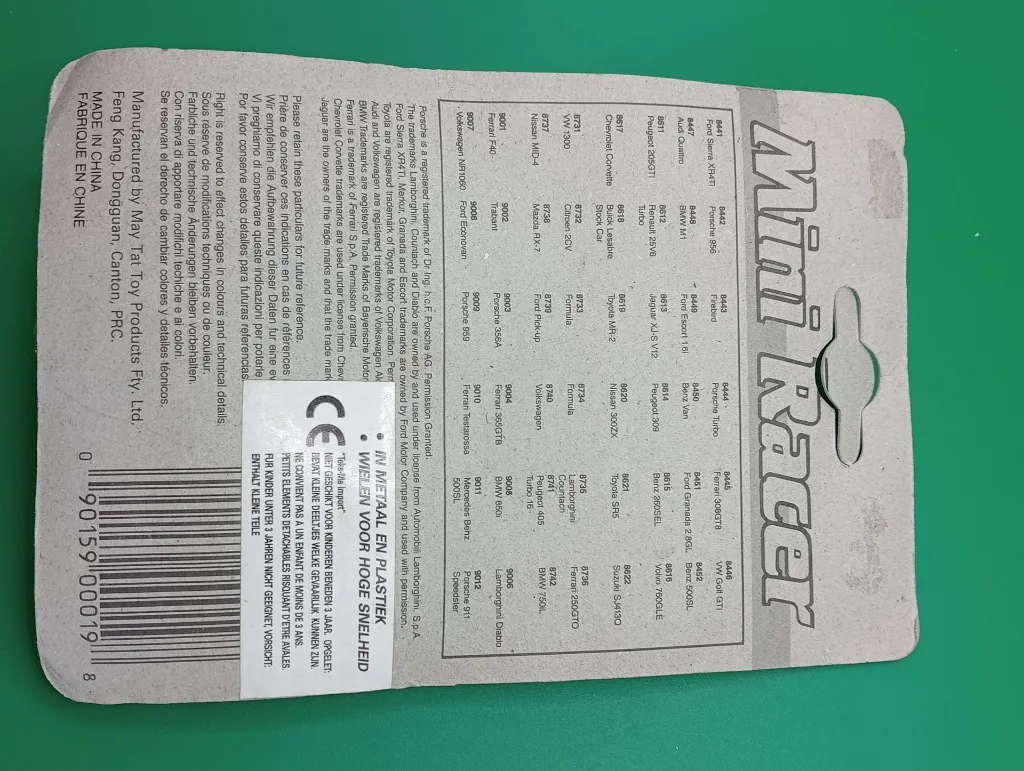 Mini Racer
8441 8442 8443 8444 8445 8446
Ford Sierra XR4Ti Porsche 956 Firebird Porsche Turbo Ferrari 308GTB VW Golf GTI
8447 8448 8449 8450 8451 8452
Audi Quattro BMW M1 Ford Escort 1.6i Benz Van Ford Granada 2.8GL Benz 500SL
8611 8612 8613 8614 8615 8616
Peugeot 205GTI Renault 25V6 Jaguar XJ-S V12 Peugeot 309 Benz 260SEL Volvo 760GLE
Turbo
8617 8618 8619 8620 8621 8622
Chevrolet Corvette Buick Lesabre Toyota MR-2 Nissan 300ZX Toyota SR5 Suzuki SJ413Q
Stock Car
8731 8732 8733 8734 8735 8736
VW 1300 Citroen 2CV Formula Formula Lamborghini Ferrari 250GTO
Countach
8737 8738 8739 8740 8741 8742
Nissan MID-4 Mazda RX-7 Ford Pick-up Volkswagen Peugeot 405 BMW 750IL
Turbo 16
9001 9002 9003 9004 9005 9006
Ferrari F40 Trabant Porsche 356A Ferrari 365GTB BMW 850i Lamborghini Diablo
9007 9008 9009 9010 9011 9012
Volkswagen NR1060 Ford Econovan Porsche 959 Ferrari Testarossa Mercedes Benz Porsche 911
500SL Speedster
Porsche is a registered trademark of Dr. Ing. h.c.F. Porsche AG. Permission Granted.
The trademarks Lamborghini, Countach and Diablo are owned by and used under license from Automobili Lamborghini, S.p.A.
Ford Sierra XR4Ti, Merkur, Granada and Escort trademarks are owned by Ford Motor Company and used with permission.
Toyota are registered trademark of Toyota Motor Corporation.
Audi and Volkswagen are registered trademarks of Volkswagen
BMW Trademarks are registered Trade Marks of Bayerische Motor
Ferrari is a trademark of Ferrari S.p.A. Permission granted.
Chevrolet Corvette trademarks are used under license from
Jaguar are the owners of the trade marks and that the trade
Please retain these particulars for future reference.
Prière de conserver ces indications en cas de références
Wir empfehlen die Aufbewahrung dieser Daten für eine
Vi preghiamo di conservare queste indicazioni per poterle
Por favor conserve estos detalles para futuras referencias
Right is reserved to effect changes in colours and technical details.
Sous réserve de modifications techniques ou de couleur.
Farbliche und technische Änderungen bleiben vorbehalten.
Con riserva di apportare modifichi techiche e ai colori.
Se reservan el derecho de cambiar colores y detalles técnicos.
Manufactured by May Tat Toy Products Fty. Ltd.
Feng Kang, Dongguan, Canton, PRC.
MADE IN CHINA
FABRIQUE EN CHINE
• IN METAAL EN PLASTIEK
• WIELEN VOOR HOGE SNELHEID
CE
"Teka-Ma Import"
NIET GESCHIKT VOOR KINDEREN BENEDEN 3 JAAR. OPGELET:
BEVAT KLEINE DEELTJES WELKE GEVAARLIJK KUNNEN ZIJN.
NE CONVIENT PAS A UN ENFANT DE MOINS DE 3 ANS.
PETITS ELEMENTS DETACHABLES RISQUANT D'ETRE AVALES
FUR KINDER UNTER 3 JAHREN NICHT GEEIGNET, VORSICHT:
ENTHALT KLEINE TEILE
0 90159 00019 8